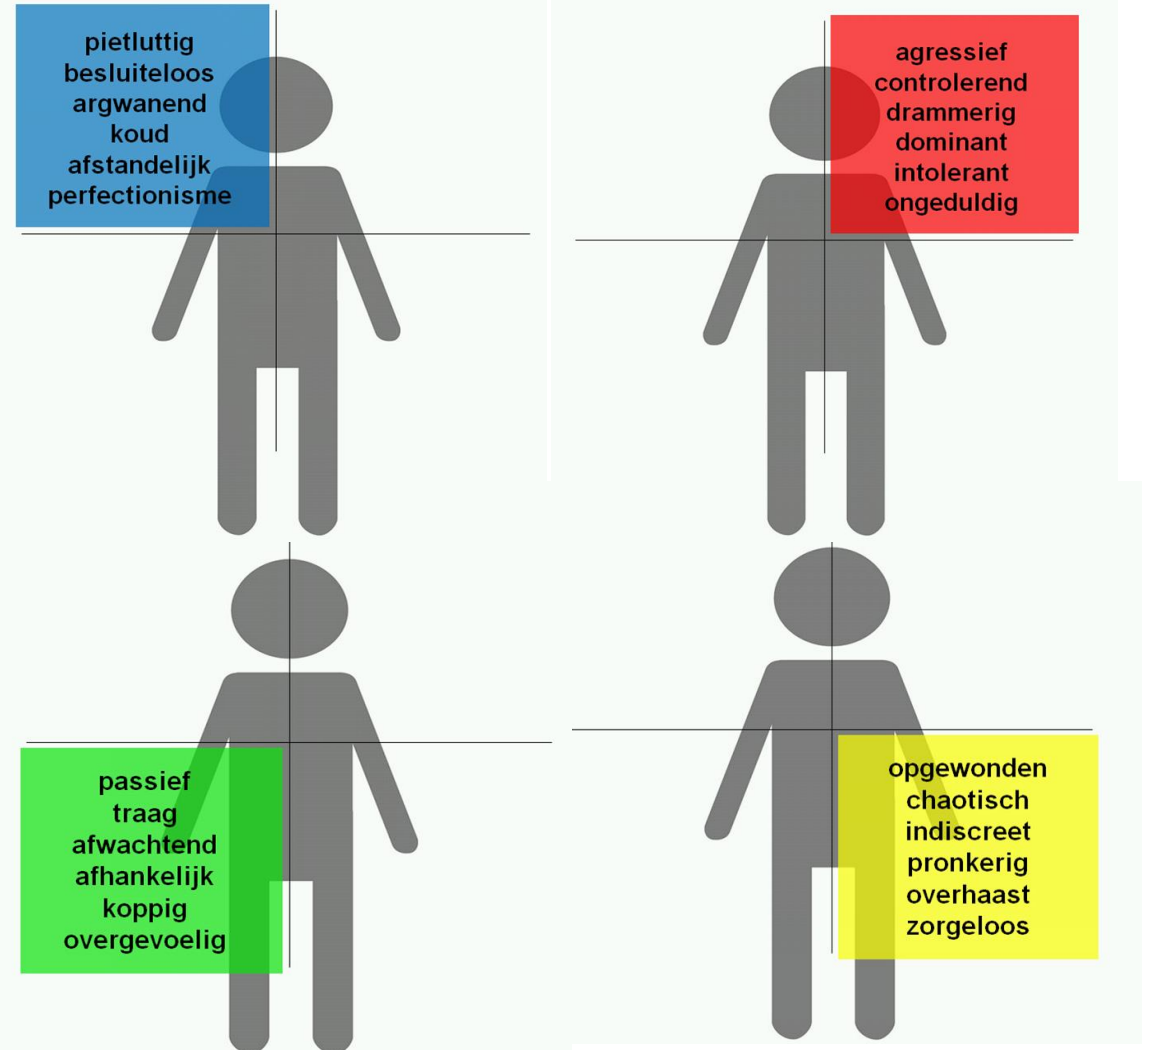 pietluttig
besluiteloos
argwanend
koud
afstandelijk
perfectionisme
agressief
controlerend
drammerig
dominant
intolerant
ongeduldig
passief
traag
afwachtend
afhankelijk
koppig
overgevoelig
opgewonden
chaotisch
indiscreet
pronkerig
overhaast
zorgeloos